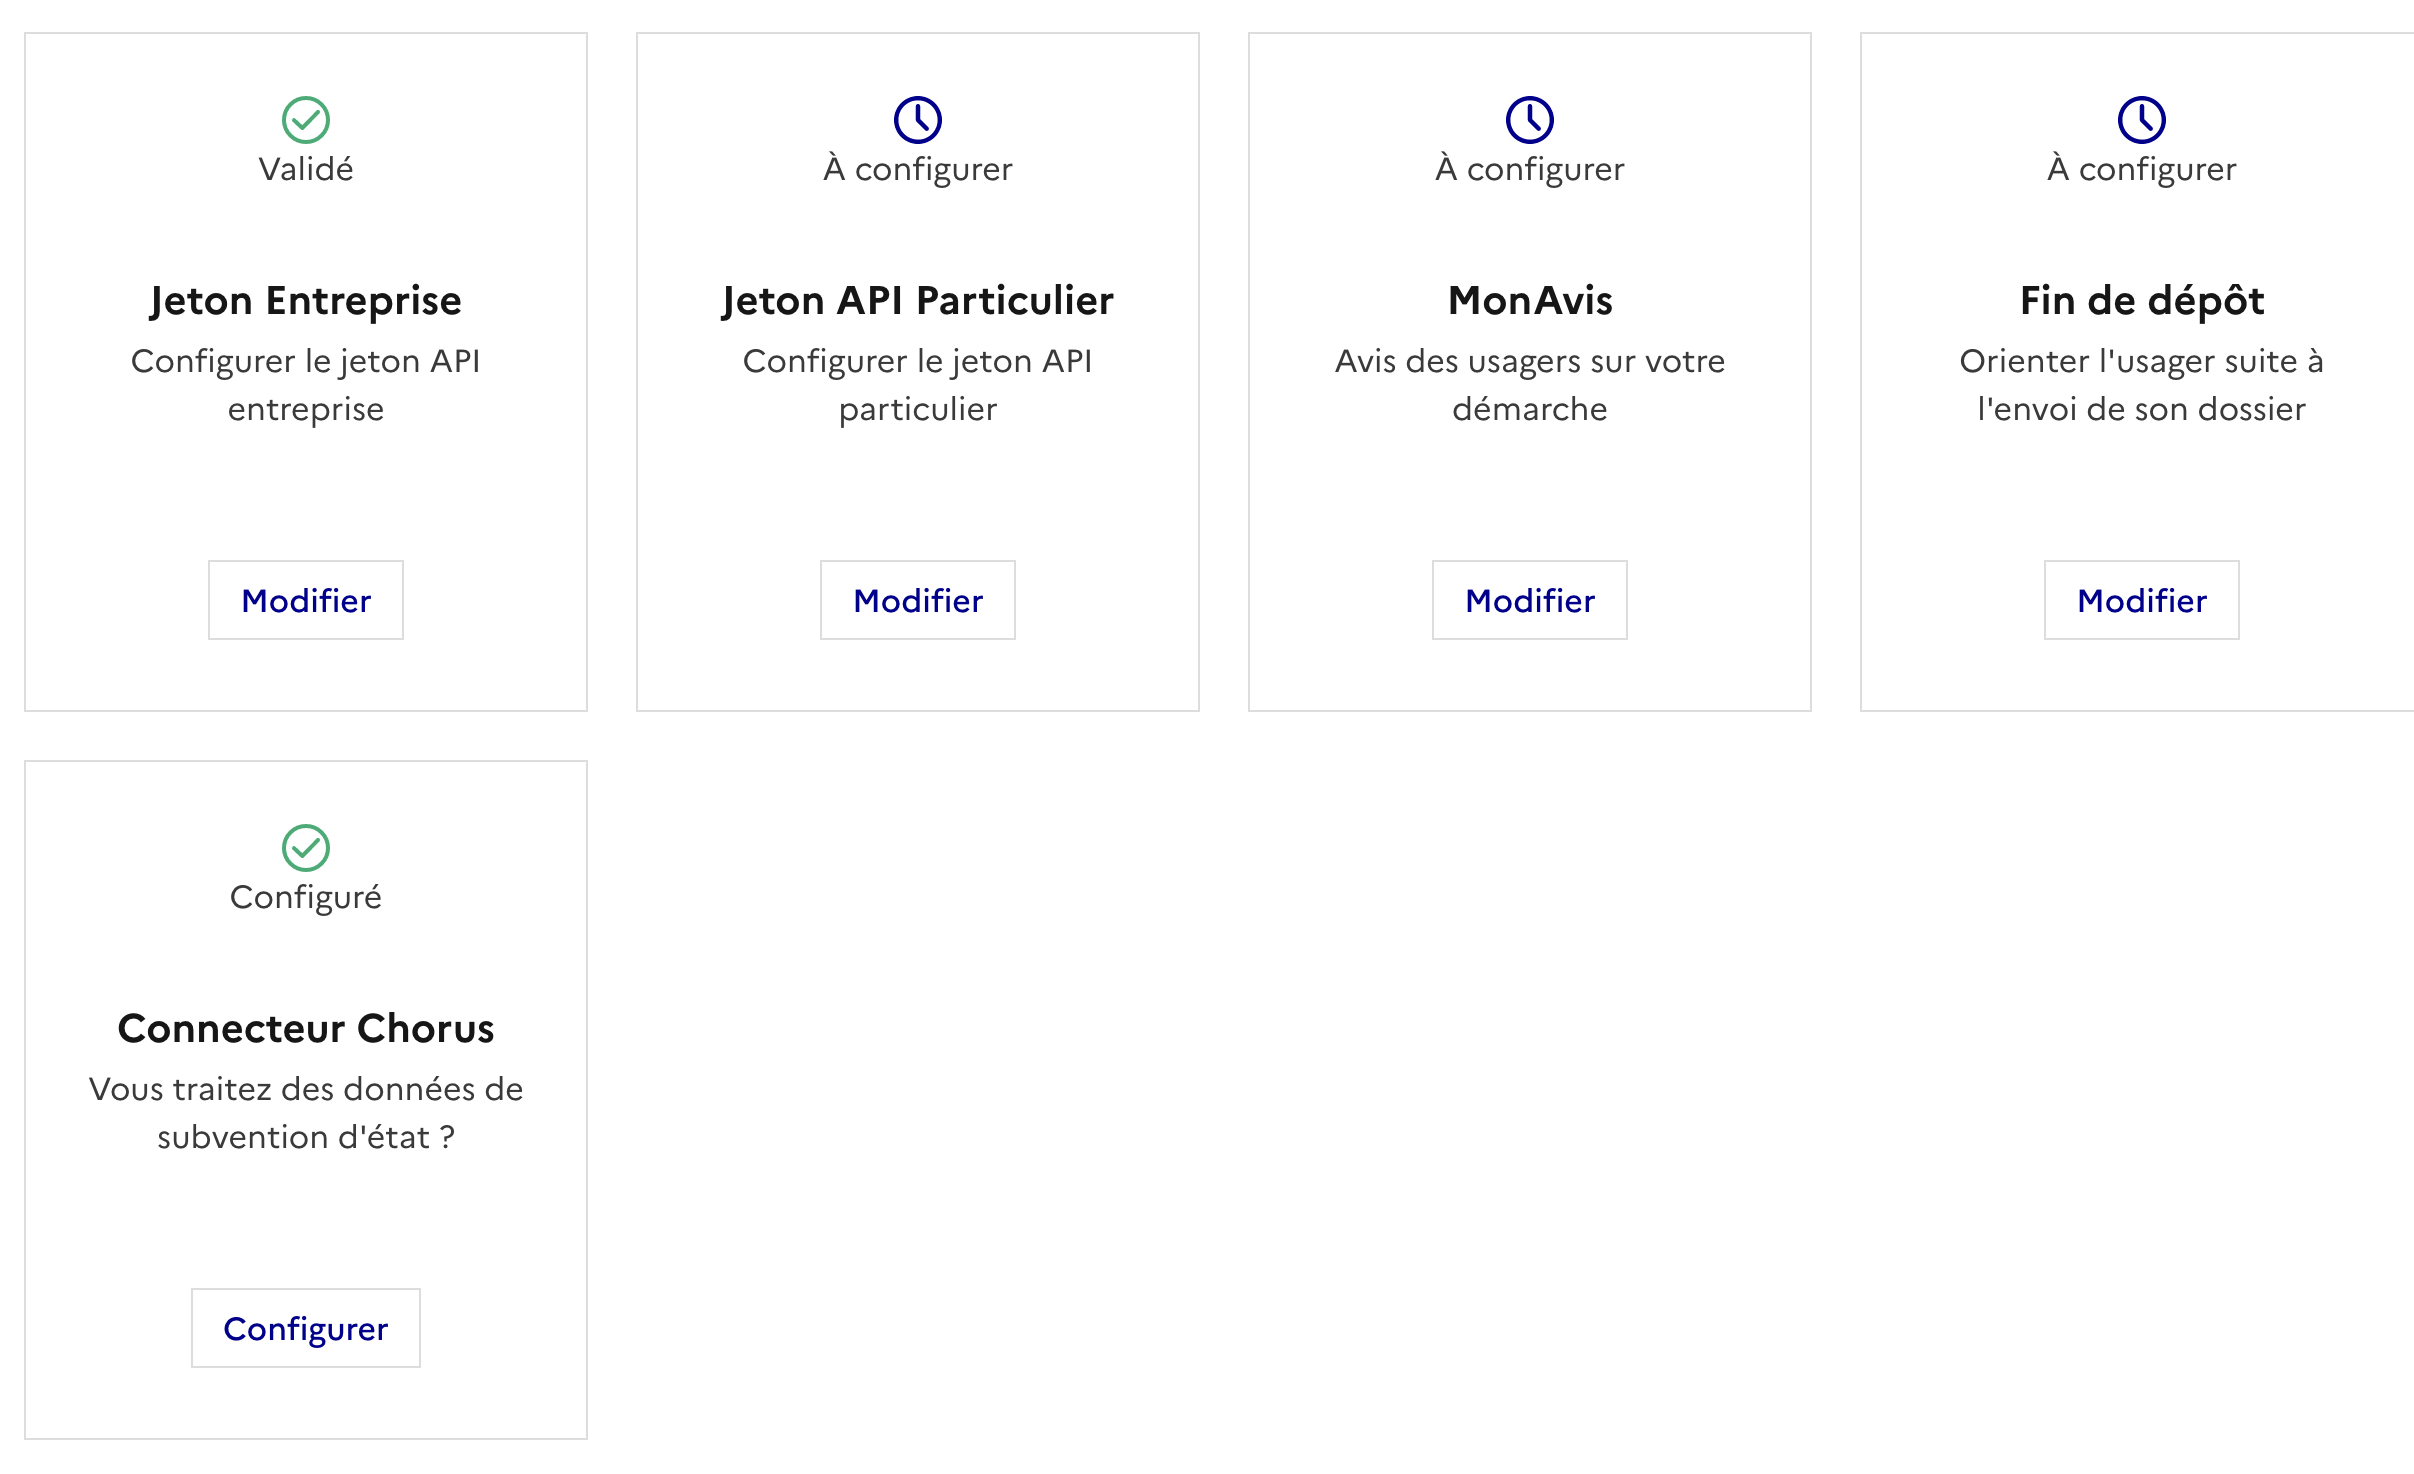 Validé
Jeton Entreprise
Configurer le jeton API
entreprise
Modifier
À configurer
Jeton API Particulier
Configurer le jeton API
particulier
Modifier
À configurer
MonAvis
Avis des usagers sur votre
démarche
Modifier
À configurer
Fin de dépôt
Orienter l'usager suite à
l'envoi de son dossier
Modifier
Configuré
Connecteur Chorus
Vous traitez des données de
subvention d'état ?
Configurer